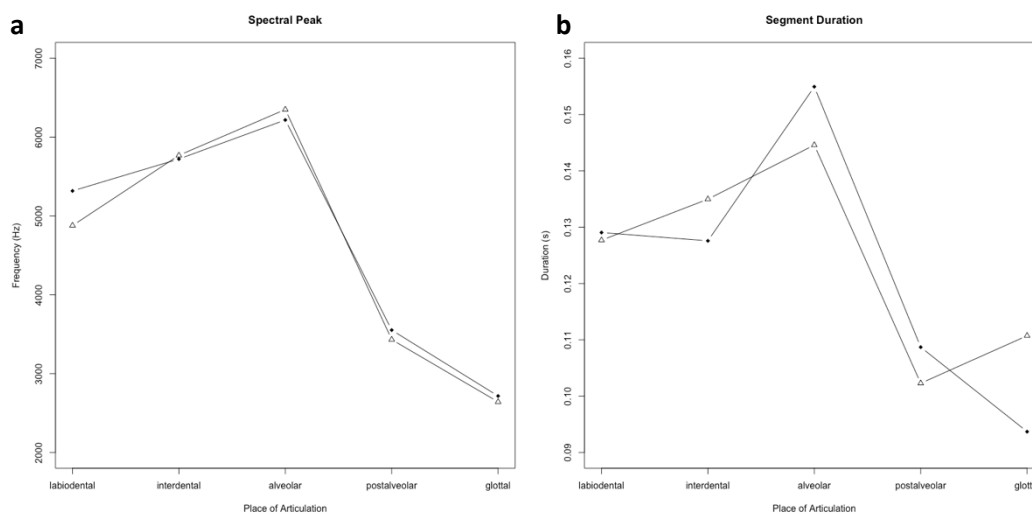 a
Spectral Peak
7000
6000
5000
4000
3000
2000
Frequency (Hz)
labiodental interdental alveolar postalveolar glottal
Place of Articulation
b
Segment Duration
0.16
0.15
0.14
0.13
0.12
0.11
0.10
0.09
Duration (s)
labiodental interdental alveolar postalveolar glottal
Place of Articulation